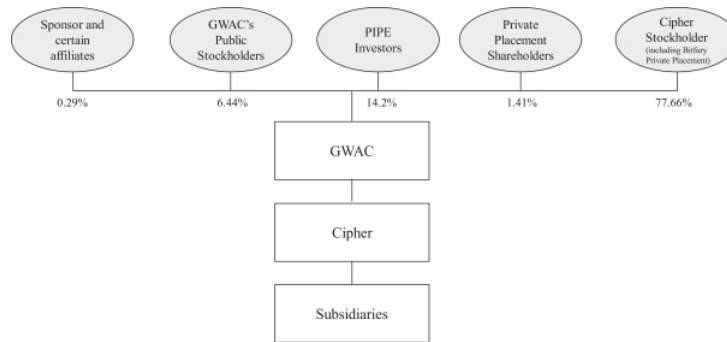 Sponsor and
certain
affiliates
GWAC's
Public
Stockholders
PIPE
Investors
Private
Placement
Shareholders
Cipher
Stockholder
(including Bitfury
Private Placement)
0.29%
6.44%
14.2%
1.41%
77.66%
GWAC
Cipher
Subsidiaries